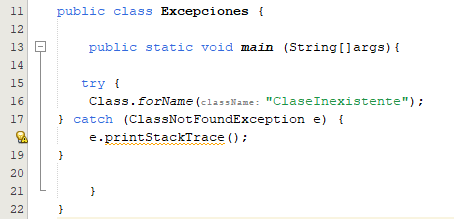 11 public class Excepciones {
12
13 public static void main (String[]args){
14
15 try {
16 Class.forName(className: "ClaseInexistente");
17 } catch (ClassNotFoundException e) {
e.printStackTrace();
19 }
20
21 }
22 }